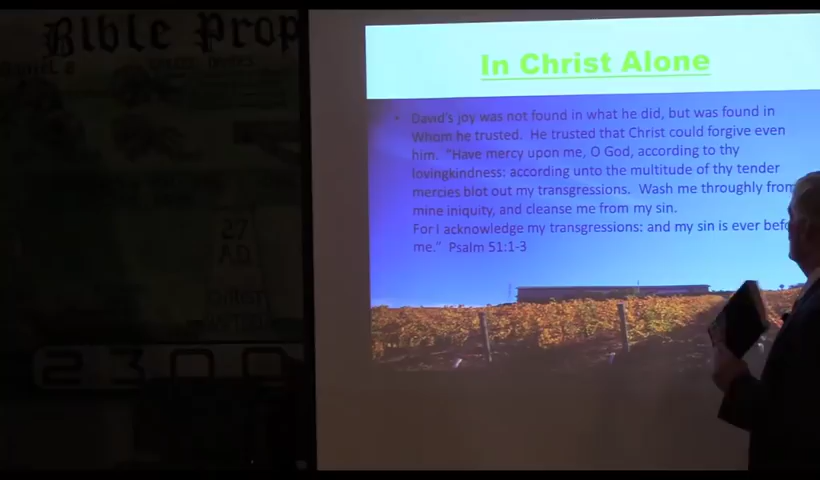 Bible Prop
In Christ Alone
• David's joy was not found in what he did, but was found in
Whom he trusted. He trusted that Christ could forgive even
him. "Have mercy upon me, O God, according to thy
lovingkindness: according unto the multitude of thy tender
mercies blot out my transgressions. Wash me throughly from
mine iniquity, and cleanse me from my sin.
For I acknowledge my transgressions: and my sin is ever befo
me." Psalm 51:1-3
27
A.D.
2300